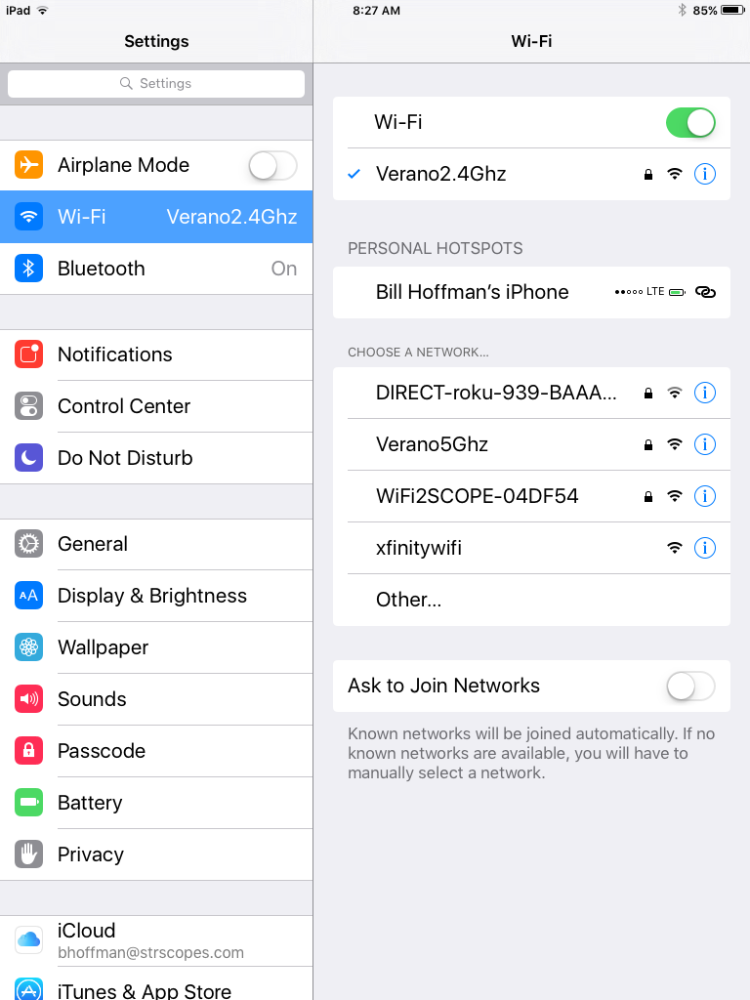 iPad 8:27 AM 85%
Settings
Settings
Airplane Mode
Wi-Fi Verano2.4Ghz
Bluetooth On
Notifications
Control Center
Do Not Disturb
General
AA Display & Brightness
Wallpaper
Sounds
Passcode
Battery
Privacy
iCloud
bhoffman@strscopes.com
iTunes & App Store
Wi-Fi
Wi-Fi
Verano2.4Ghz
PERSONAL HOTSPOTS
Bill Hoffman’s iPhone LTE
CHOOSE A NETWORK...
DIRECT-roku-939-BAAA...
Verano5Ghz
WiFi2SCOPE-04DF54
xfinitywifi
Other...
Ask to Join Networks
Known networks will be joined automatically. If no
known networks are available, you will have to
manually select a network.